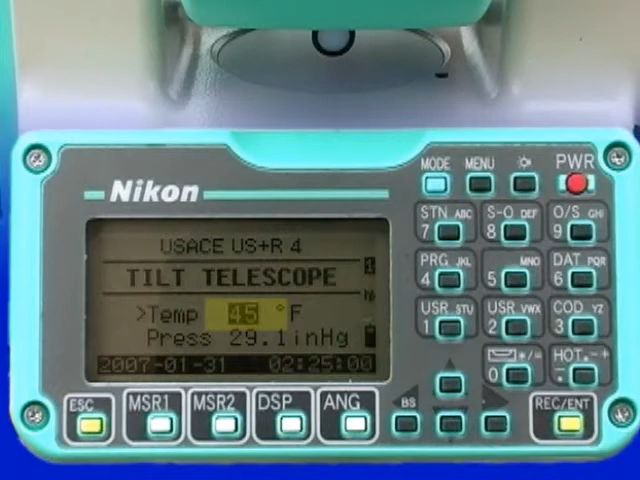 Nikon
USACE US+R 4
TILT TELESCOPE
>Temp 45 °F
Press 29.1inHg
2007-01-31 02:25:00
MODE MENU PWR
STN ABC S-O DEF O/S GHI
7 8 9
PRG JKL MNO DAT PQR
4 5 6
USR STU USR VWX COD YZ
1 2 3
*/= HOT .-+
0 -.
ESC MSR1 MSR2 DSP ANG BS REC/ENT